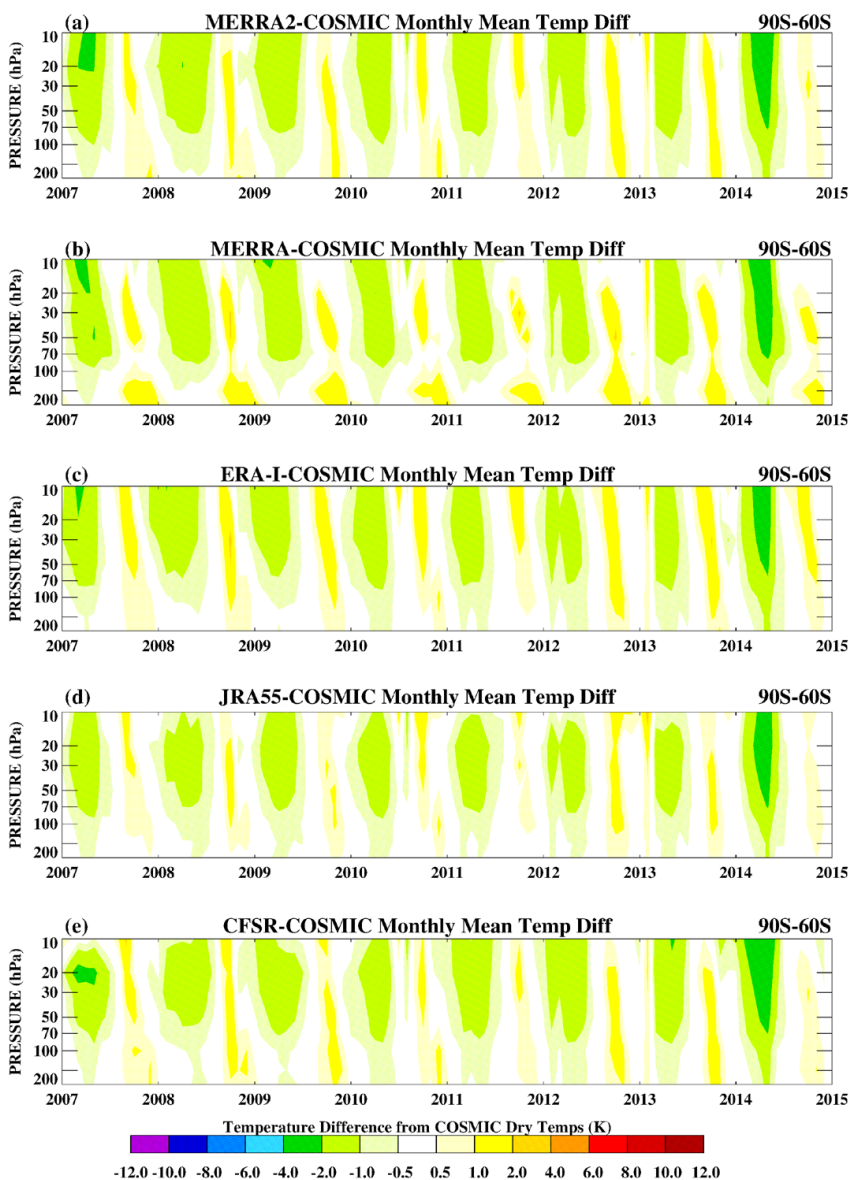 (a) MERRA2-COSMIC Monthly Mean Temp Diff 90S-60S
PRESSURE (hPa)
10
20
30
50
70
100
200
2007 2008 2009 2010 2011 2012 2013 2014 2015
(b) MERRA-COSMIC Monthly Mean Temp Diff 90S-60S
PRESSURE (hPa)
10
20
30
50
70
100
200
2007 2008 2009 2010 2011 2012 2013 2014 2015
(c) ERA-I-COSMIC Monthly Mean Temp Diff 90S-60S
PRESSURE (hPa)
10
20
30
50
70
100
200
2007 2008 2009 2010 2011 2012 2013 2014 2015
(d) JRA55-COSMIC Monthly Mean Temp Diff 90S-60S
PRESSURE (hPa)
10
20
30
50
70
100
200
2007 2008 2009 2010 2011 2012 2013 2014 2015
(e) CFSR-COSMIC Monthly Mean Temp Diff 90S-60S
PRESSURE (hPa)
10
20
30
50
70
100
200
2007 2008 2009 2010 2011 2012 2013 2014 2015
Temperature Difference from COSMIC Dry Temps (K)
-12.0 -10.0 -8.0 -6.0 -4.0 -2.0 -1.0 -0.5 0.5 1.0 2.0 4.0 6.0 8.0 10.0 12.0